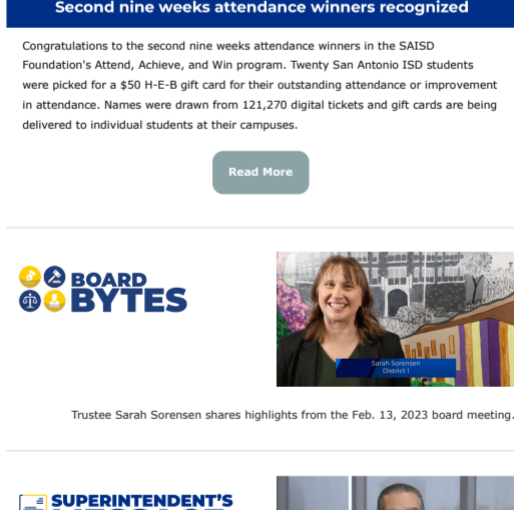 Second nine weeks attendance winners recognized
Congratulations to the second nine weeks attendance winners in the SAISD
Foundation's Attend, Achieve, and Win program. Twenty San Antonio ISD students
were picked for a $50 H-E-B gift card for their outstanding attendance or improvement
in attendance. Names were drawn from 121,270 digital tickets and gift cards are being
delivered to individual students at their campuses.
Read More
BOARD
BYTES
Sarah Sorensen
District 1
Trustee Sarah Sorensen shares highlights from the Feb. 13, 2023 board meeting.
SUPERINTENDENT'S